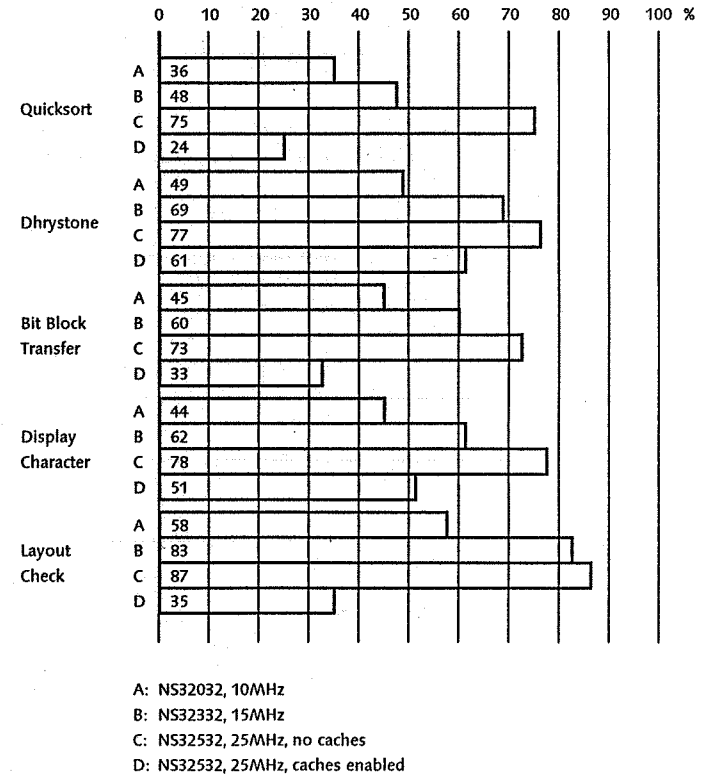 0 10 20 30 40 50 60 70 80 90 100 %
A 36
B 48
Quicksort
C 75
D 24
A 49
B 69
Dhrystone
C 77
D 61
A 45
Bit Block
B 60
Transfer
C 73
D 33
A 44
Display
B 62
Character
C 78
D 51
A 58
Layout
B 83
Check
C 87
D 35
A: NS32032, 10MHz
B: NS32332, 15MHz
C: NS32532, 25MHz, no caches
D: NS32532, 25MHz, caches enabled